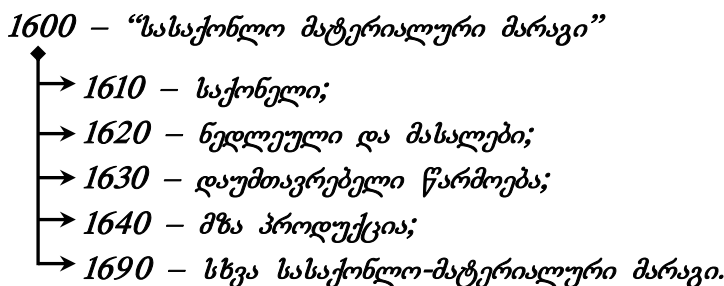 1600 – “სასაქონლო მატერიალური მარაგი”
1610 – საქონელი;
1620 – ნედლეული და მასალები;
1630 – დაუმთავრებელი წარმოება;
1640 – მზა პროდუქცია;
1690 – სხვა სასაქონლო-მატერიალური მარაგი.